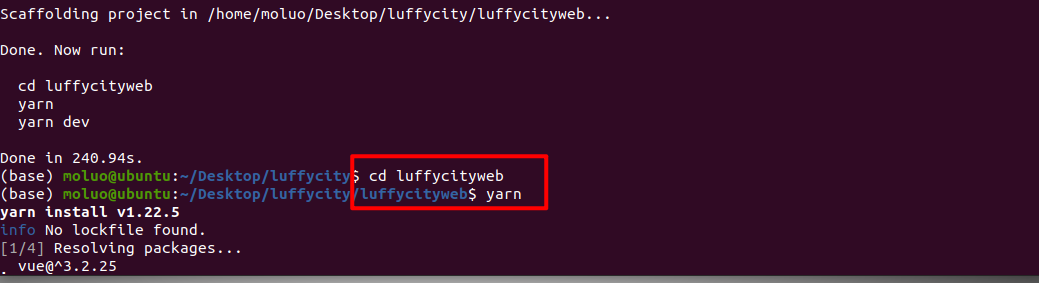 Scaffolding project in /home/moluo/Desktop/luffycity/luffycityweb...
Done. Now run:
cd luffycityweb
yarn
yarn dev
Done in 240.94s.
(base) moluo@ubuntu:~/Desktop/luffycity$ cd luffycityweb
(base) moluo@ubuntu:~/Desktop/luffycity/luffycityweb$ yarn
yarn install v1.22.5
info No lockfile found.
[1/4] Resolving packages...
. vue@^3.2.25